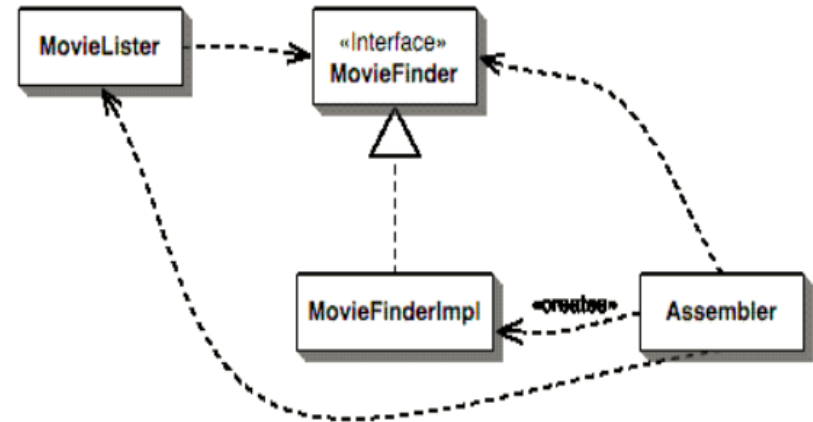 MovieLister
«Interface»
MovieFinder
MovieFinderImpl
«creates»
Assembler